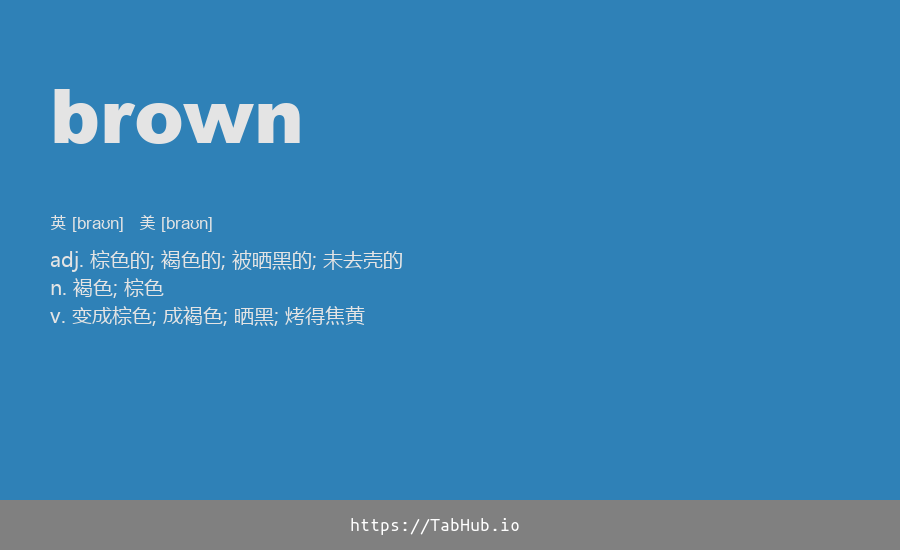 brown
英 [braʊn] 美 [braʊn]
adj. 棕色的; 褐色的; 被晒黑的; 未去壳的
n. 褐色; 棕色
v. 变成棕色; 成褐色; 晒黑; 烤得焦黄
https://TabHub.io